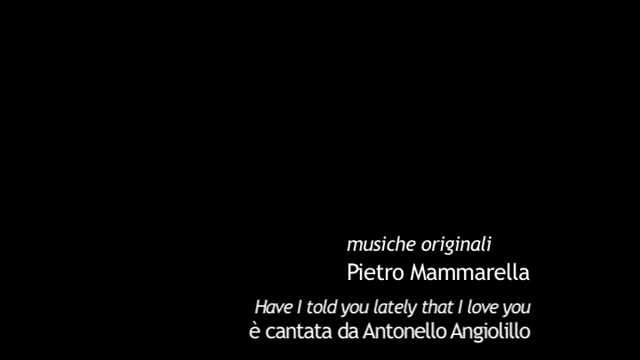 musiche originali
Pietro Mammarella
Have I told you lately that I love you
è cantata da Antonello Angiolillo